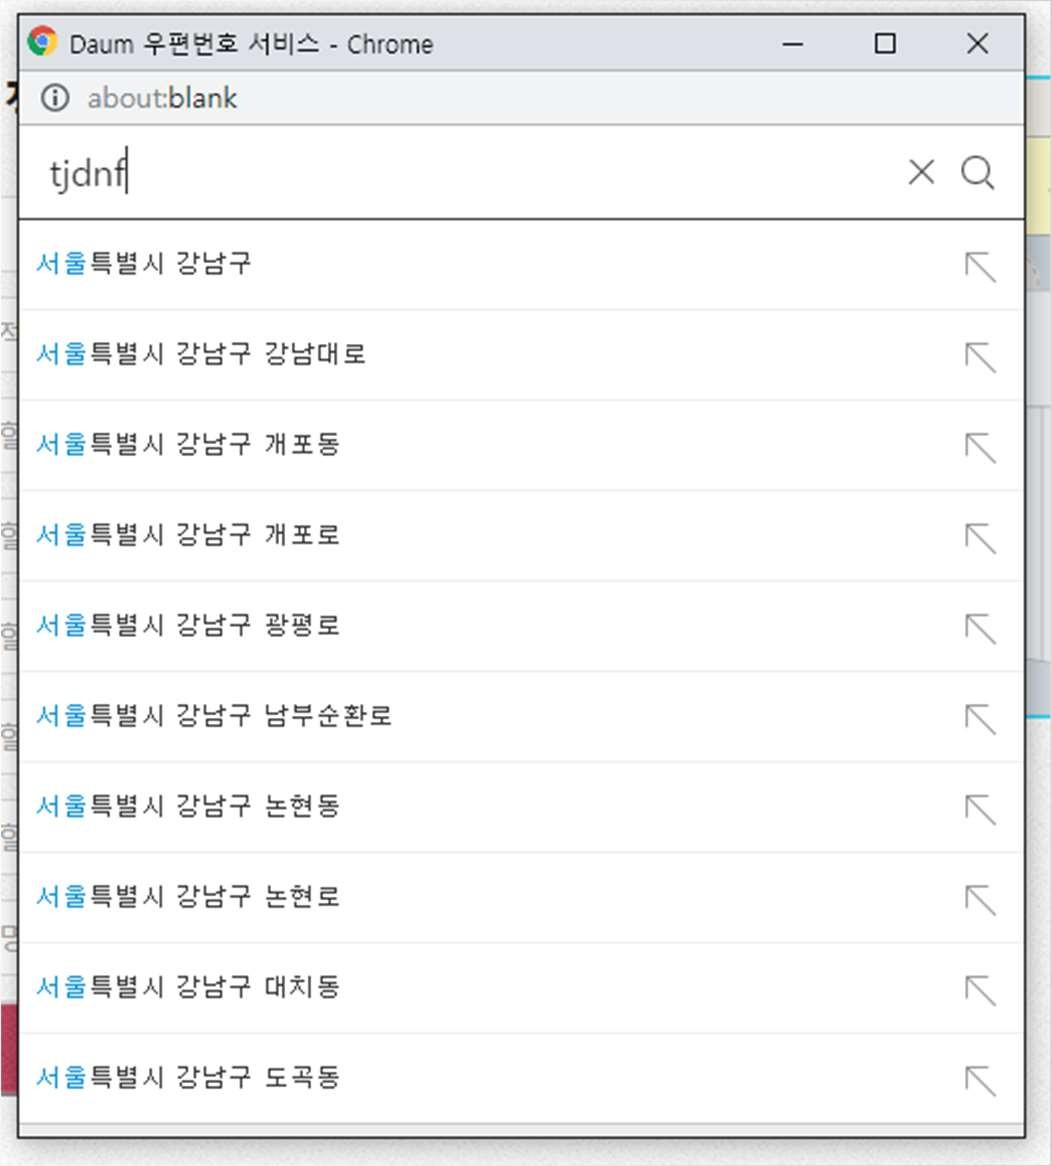 Daum 우편번호 서비스 - Chrome
about:blank
tjdnf
서울특별시 강남구
서울특별시 강남구 강남대로
서울특별시 강남구 개포동
서울특별시 강남구 개포로
서울특별시 강남구 광평로
서울특별시 강남구 남부순환로
서울특별시 강남구 논현동
서울특별시 강남구 논현로
서울특별시 강남구 대치동
서울특별시 강남구 도곡동